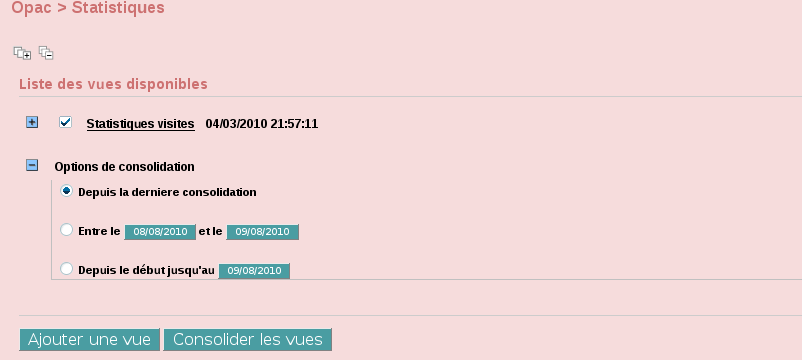 Opac > Statistiques
Liste des vues disponibles
Statistiques visites 04/03/2010 21:57:11
Options de consolidation
Depuis la derniere consolidation
Entre le 08/08/2010 et le 09/08/2010
Depuis le début jusqu'au 09/08/2010
Ajouter une vue Consolider les vues